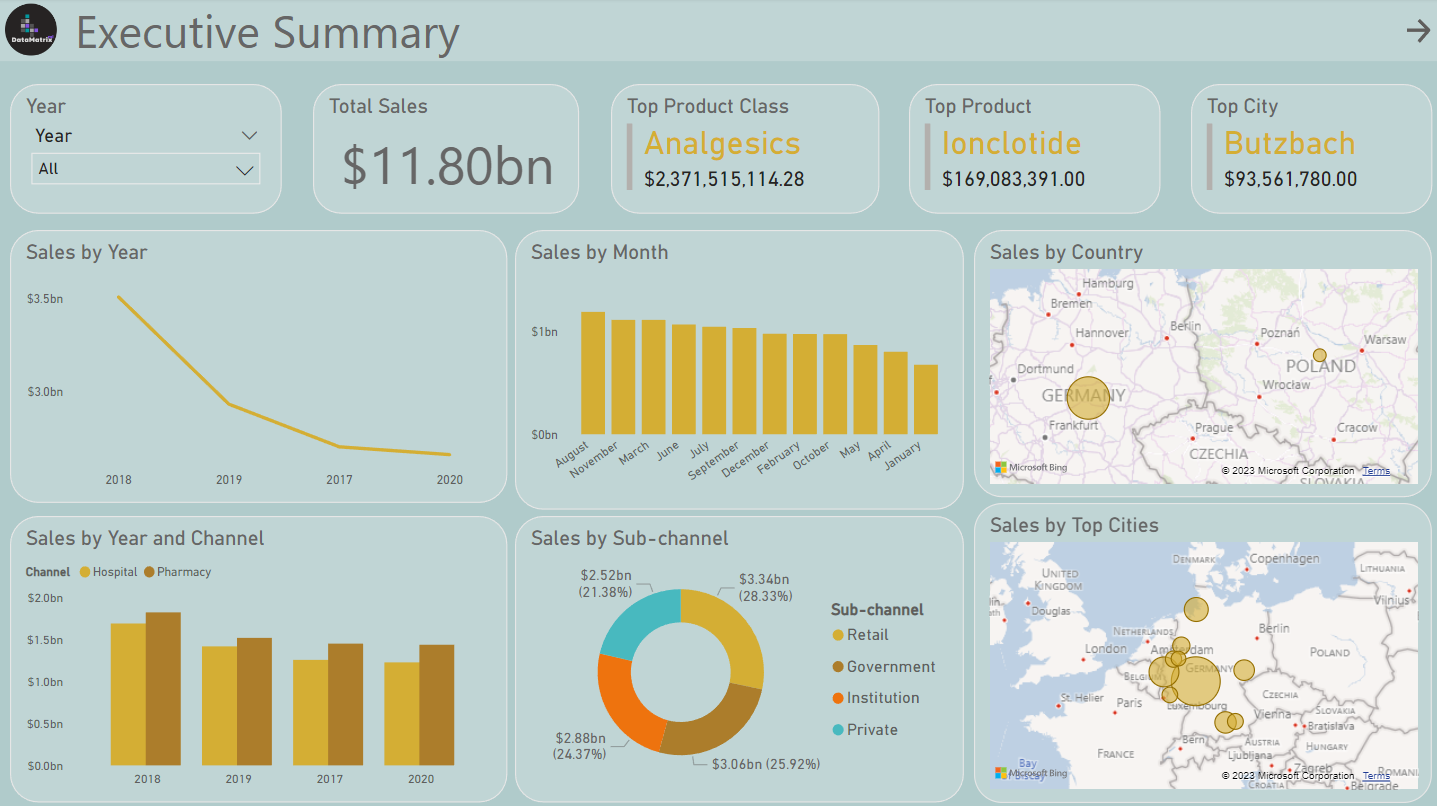 DataMatrix
Executive Summary
Year
Year
All
Total Sales
$11.80bn
Top Product Class
Analgesics
$2,371,515,114.28
Top Product
Ionclotide
$169,083,391.00
Top City
Butzbach
$93,561,780.00
Sales by Year
$3.5bn
$3.0bn
2018 2019 2017 2020
Sales by Month
$1bn
$0bn
August November March June July September December February October May April January
Sales by Country
Hamburg
Bremen
Hannover
Berlin
Poznań
Warsaw
Dortmund
POLAND
GERMANY
Wrocław
Frankfurt
Prague
Cracow
CZECHIA
Microsoft Bing
© 2023 Microsoft Corporation Terms
SLOVAKIA
Sales by Year and Channel
Channel Hospital Pharmacy
$2.0bn
$1.5bn
$1.0bn
$0.5bn
$0.0bn
2018 2019 2017 2020
Sales by Sub-channel
$2.52bn
(21.38%)
$3.34bn
(28.33%)
$2.88bn
(24.37%)
$3.06bn (25.92%)
Sub-channel
Retail
Government
Institution
Private
Sales by Top Cities
DENMARK
Copenhagen
LITHUANIA
UNITED
KINGDOM
Douglas
Vilnius
NETHERLANDS
Berlin
London
Amsterdam
POLAND
BELGIUM
GERMANY
St. Helier
Paris
Luxembourg
CZECHIA
SLOVAKIA
Vienna
Bratislava
Bern
AUSTRIA
HUNGARY
FRANCE
Ljubljana
Zagreb
ROMANI
Bay
of Biscay
Microsoft Bing
© 2023 Microsoft Corporation Terms
CROATIA
Belgrade